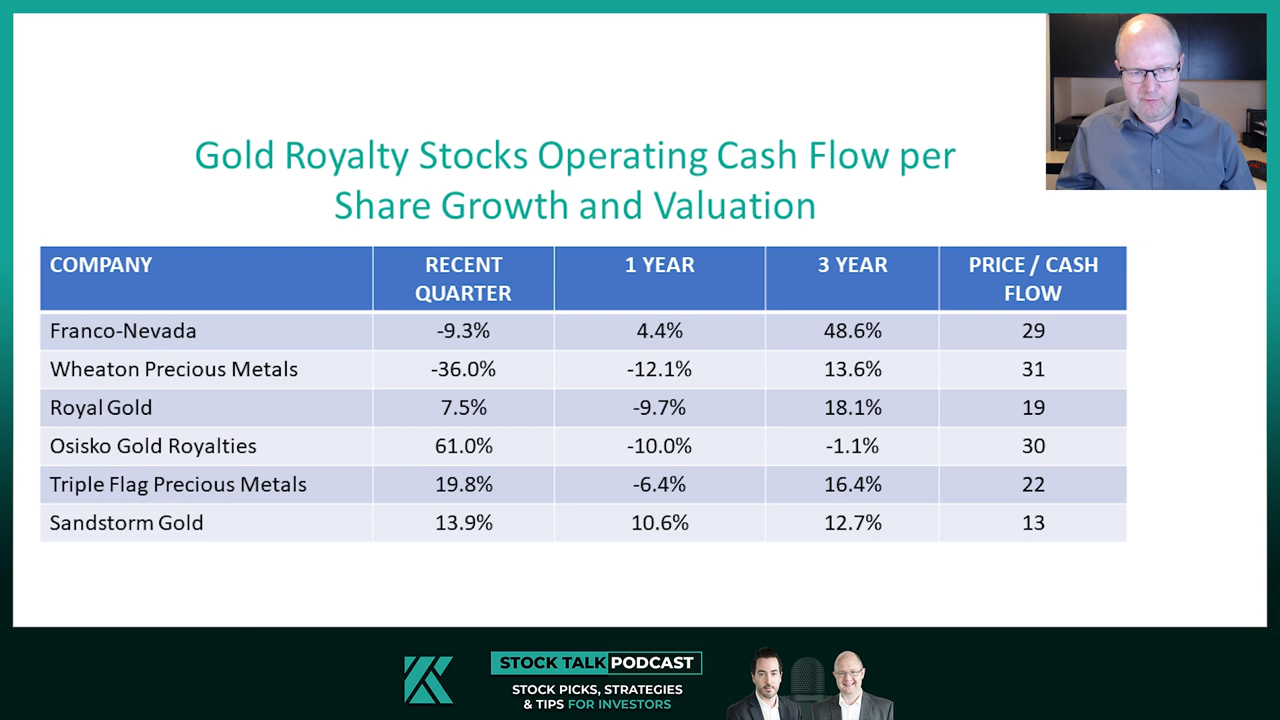 Gold Royalty Stocks Operating Cash Flow per
Share Growth and Valuation
COMPANY RECENT QUARTER 1 YEAR 3 YEAR PRICE / CASH FLOW
Franco-Nevada -9.3% 4.4% 48.6% 29
Wheaton Precious Metals -36.0% -12.1% 13.6% 31
Royal Gold 7.5% -9.7% 18.1% 19
Osisko Gold Royalties 61.0% -10.0% -1.1% 30
Triple Flag Precious Metals 19.8% -6.4% 16.4% 22
Sandstorm Gold 13.9% 10.6% 12.7% 13
STOCK TALK PODCAST
STOCK PICKS, STRATEGIES
& TIPS FOR INVESTORS